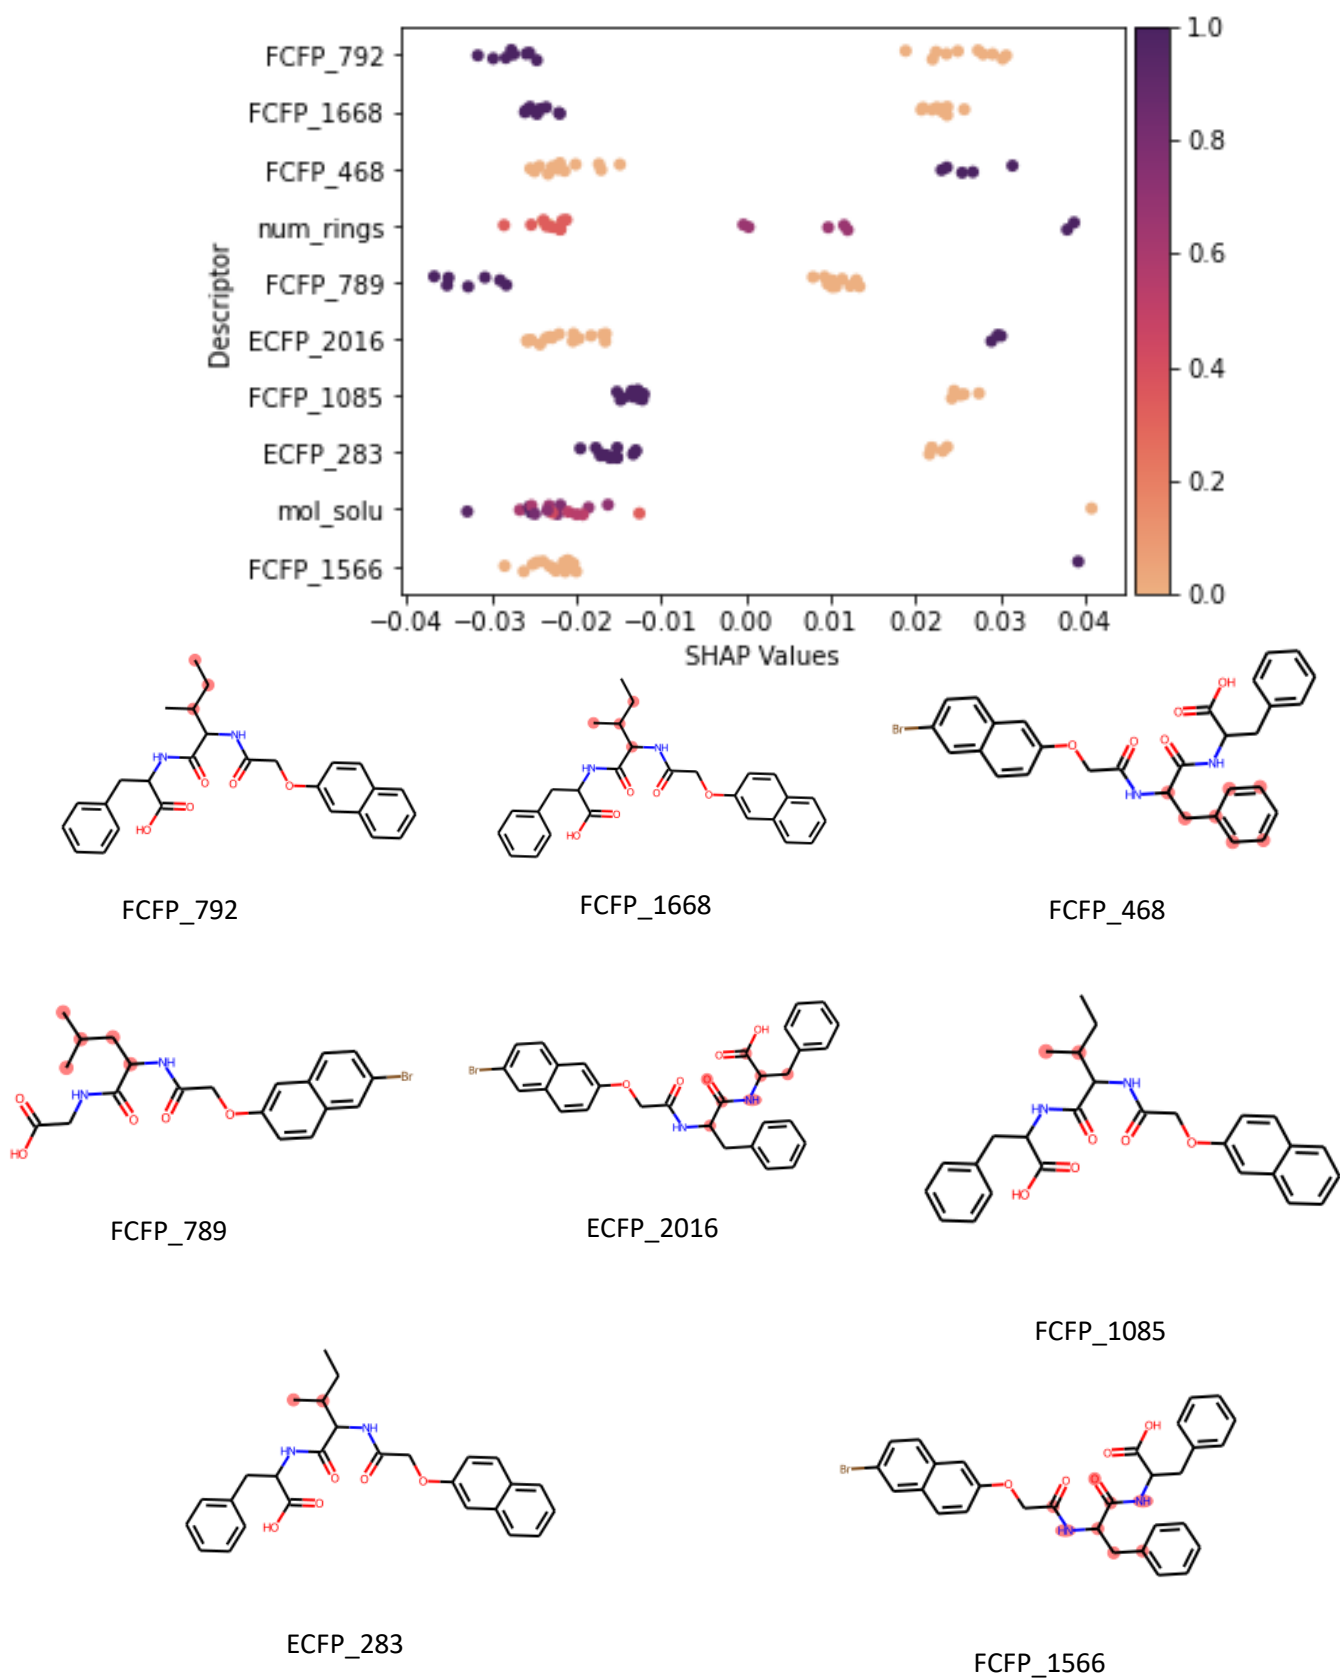 FCFP_792
FCFP_1668
FCFP_468
num_rings
FCFP_789
ECFP_2016
FCFP_1085
ECFP_283
mol_solu
FCFP_1566
Descriptor
−0.04 −0.03 −0.02 −0.01 0.00 0.01 0.02 0.03 0.04
SHAP Values
1.0
0.8
0.6
0.4
0.2
0.0
NH
HN
O
O
O
O
HO
FCFP_792
NH
HN
O
O
O
O
HO
FCFP_1668
OH
O
Br
O
O
O
NH
HN
FCFP_468
NH
Br
HN
O
O
O
O
HO
FCFP_789
OH
O
Br
O
O
O
NH
HN
ECFP_2016
NH
HN
O
O
O
O
HO
FCFP_1085
NH
HN
O
O
O
O
HO
ECFP_283
OH
O
Br
O
O
O
NH
HN
FCFP_1566